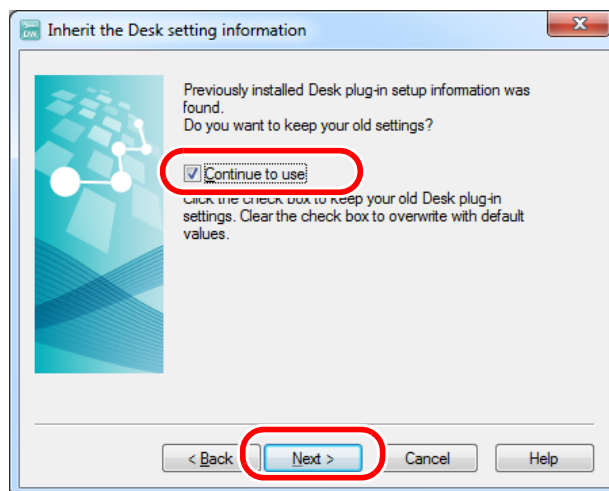 Inherit the Desk setting information
Previously installed Desk plug-in setup information was
found.
Do you want to keep your old settings?
Continue to use
Click the check box to keep your old Desk plug-in
settings. Clear the check box to overwrite with default
values.
< Back
Next >
Cancel
Help